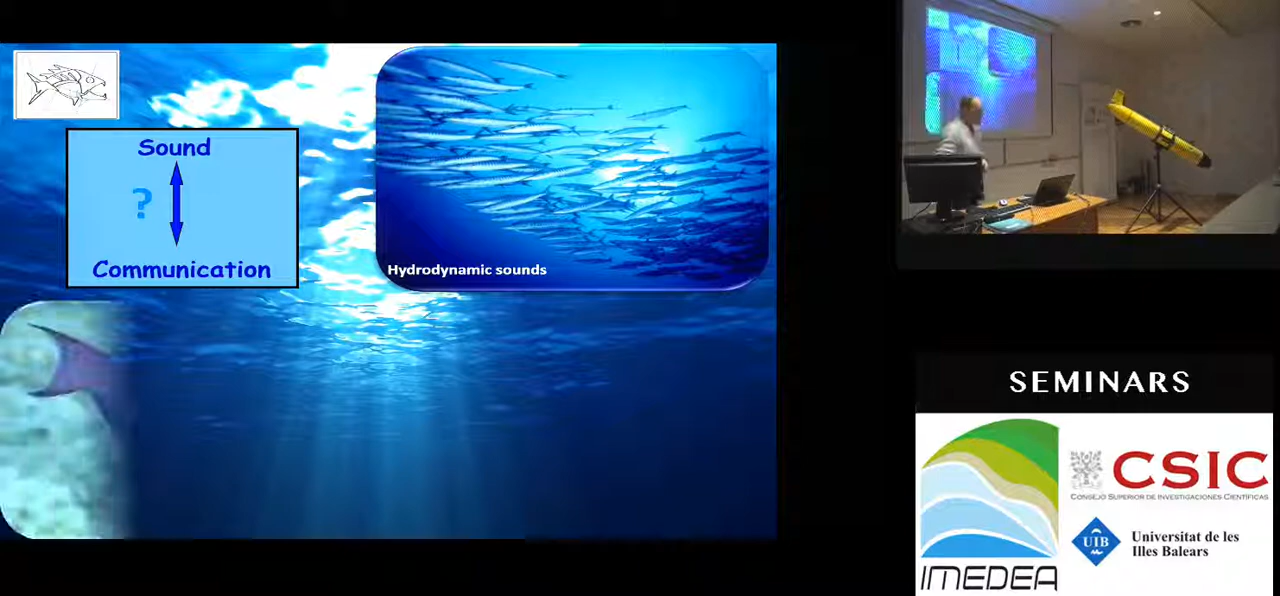 Sound
?
Communication
Hydrodynamic sounds
SEMINARS
CSIC
CONSEJO SUPERIOR DE INVESTIGACIONES CIENTÍFICAS
UIB
Universitat de les
Illes Balears
IMEDEA